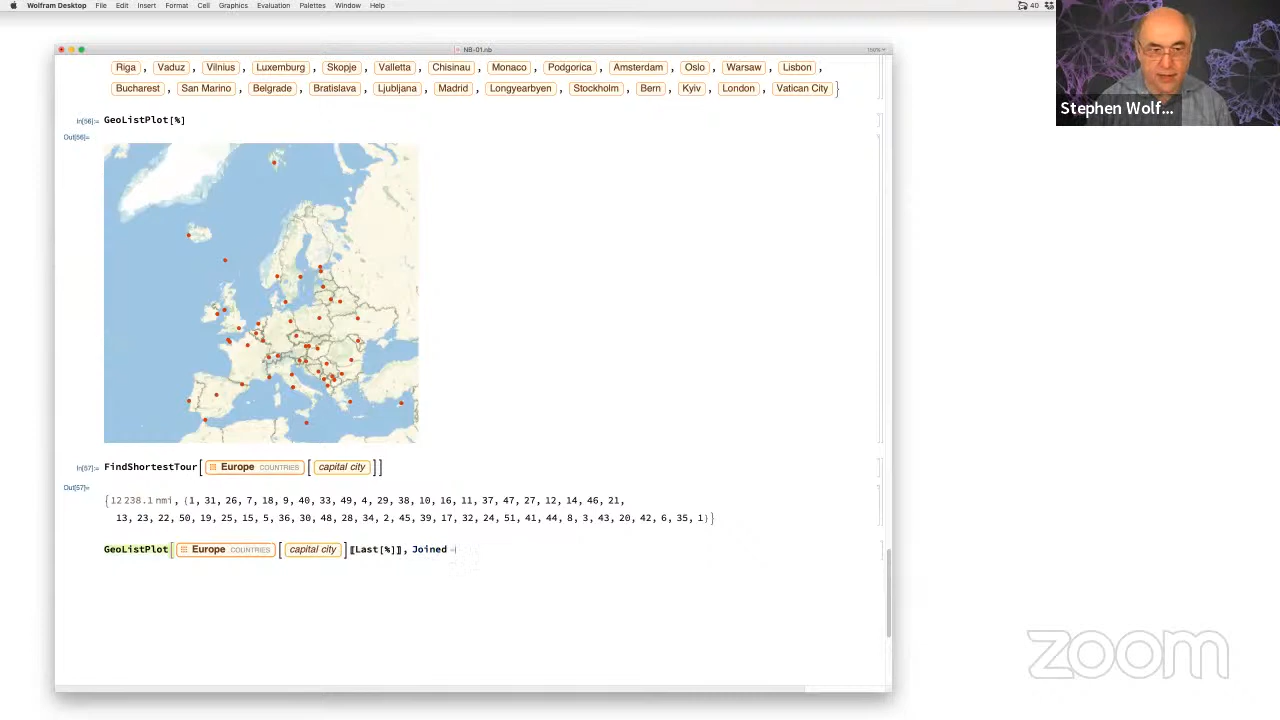 Wolfram Desktop File Edit Insert Format Cell Graphics Evaluation Palettes Window Help 40
NB-01.nb 150%
Riga , Vaduz , Vilnius , Luxemburg , Skopje , Valletta , Chisinau , Monaco , Podgorica , Amsterdam , Oslo , Warsaw , Lisbon ,
Bucharest , San Marino , Belgrade , Bratislava , Ljubljana , Madrid , Longyearbyen , Stockholm , Bern , Kyiv , London , Vatican City }
In[56]:= GeoListPlot[%]
Out[56]=
In[57]:= FindShortestTour[ Europe COUNTRIES [ capital city ]]
Out[57]=
{12 238.1 nmi, {1, 31, 26, 7, 18, 9, 40, 33, 49, 4, 29, 38, 10, 16, 11, 37, 47, 27, 12, 14, 46, 21,
13, 23, 22, 50, 19, 25, 15, 5, 36, 30, 48, 28, 34, 2, 45, 39, 17, 32, 24, 51, 41, 44, 8, 3, 43, 20, 42, 6, 35, 1}}
GeoListPlot[ Europe COUNTRIES [ capital city ]〚Last[%]〛, Joined
Stephen Wolf...
zoom